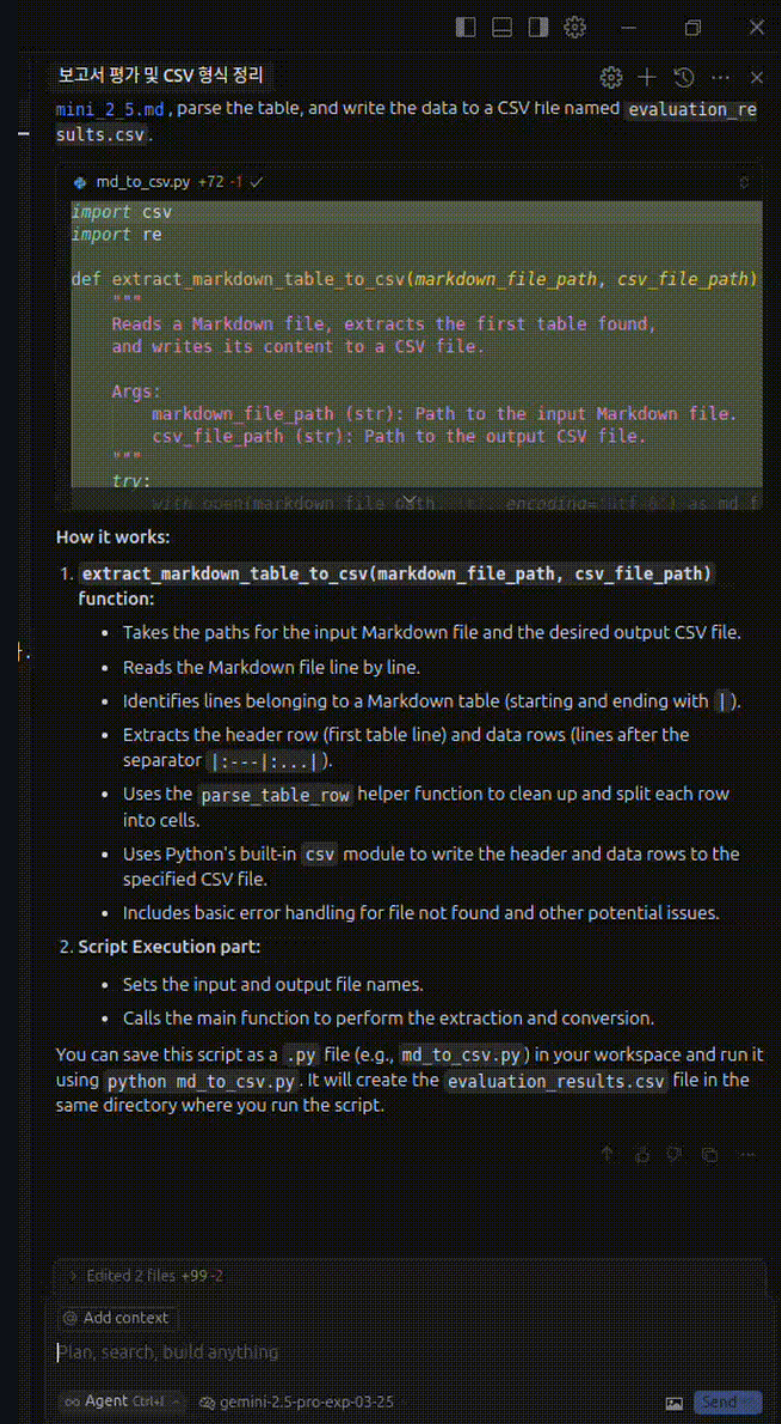 보고서 평가 및 CSV 형식 정리
mini_2_5.md, parse the table, and write the data to a CSV file named evaluation_re
sults.csv.
md_to_csv.py +72 -1
import csv
import re
def extract_markdown_table_to_csv(markdown_file_path, csv_file_path)
"""
Reads a Markdown file, extracts the first table found,
and writes its content to a CSV file.
Args:
markdown_file_path (str): Path to the input Markdown file.
csv_file_path (str): Path to the output CSV file.
"""
try:
with open(markdown_file_path, encoding= as md_f
How it works:
1. extract_markdown_table_to_csv(markdown_file_path, csv_file_path)
function:
• Takes the paths for the input Markdown file and the desired output CSV file.
• Reads the Markdown file line by line.
• Identifies lines belonging to a Markdown table (starting and ending with |).
• Extracts the header row (first table line) and data rows (lines after the
separator |:---|:...|).
• Uses the parse_table_row helper function to clean up and split each row
into cells.
• Uses Python's built-in csv module to write the header and data rows to the
specified CSV file.
• Includes basic error handling for file not found and other potential issues.
2. Script Execution part:
• Sets the input and output file names.
• Calls the main function to perform the extraction and conversion.
You can save this script as a .py file (e.g., md_to_csv.py) in your workspace and run it
using python md_to_csv.py. It will create the evaluation_results.csv file in the
same directory where you run the script.
> Edited 2 files +99 -2
@ Add context
Plan, search, build anything
∞ Agent Ctrl+I gemini-2.5-pro-exp-03-25 Send